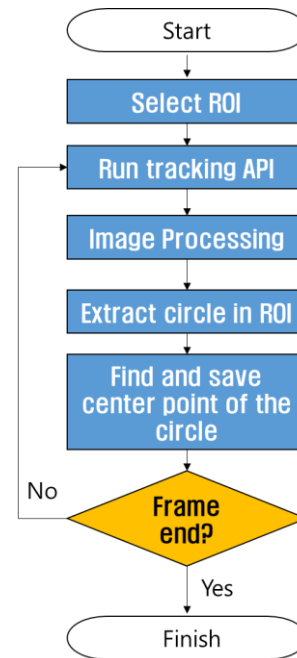 Start
Select ROI
Run tracking API
Image Processing
Extract circle in ROI
Find and save
center point of the
circle
No
Frame
end?
Yes
Finish